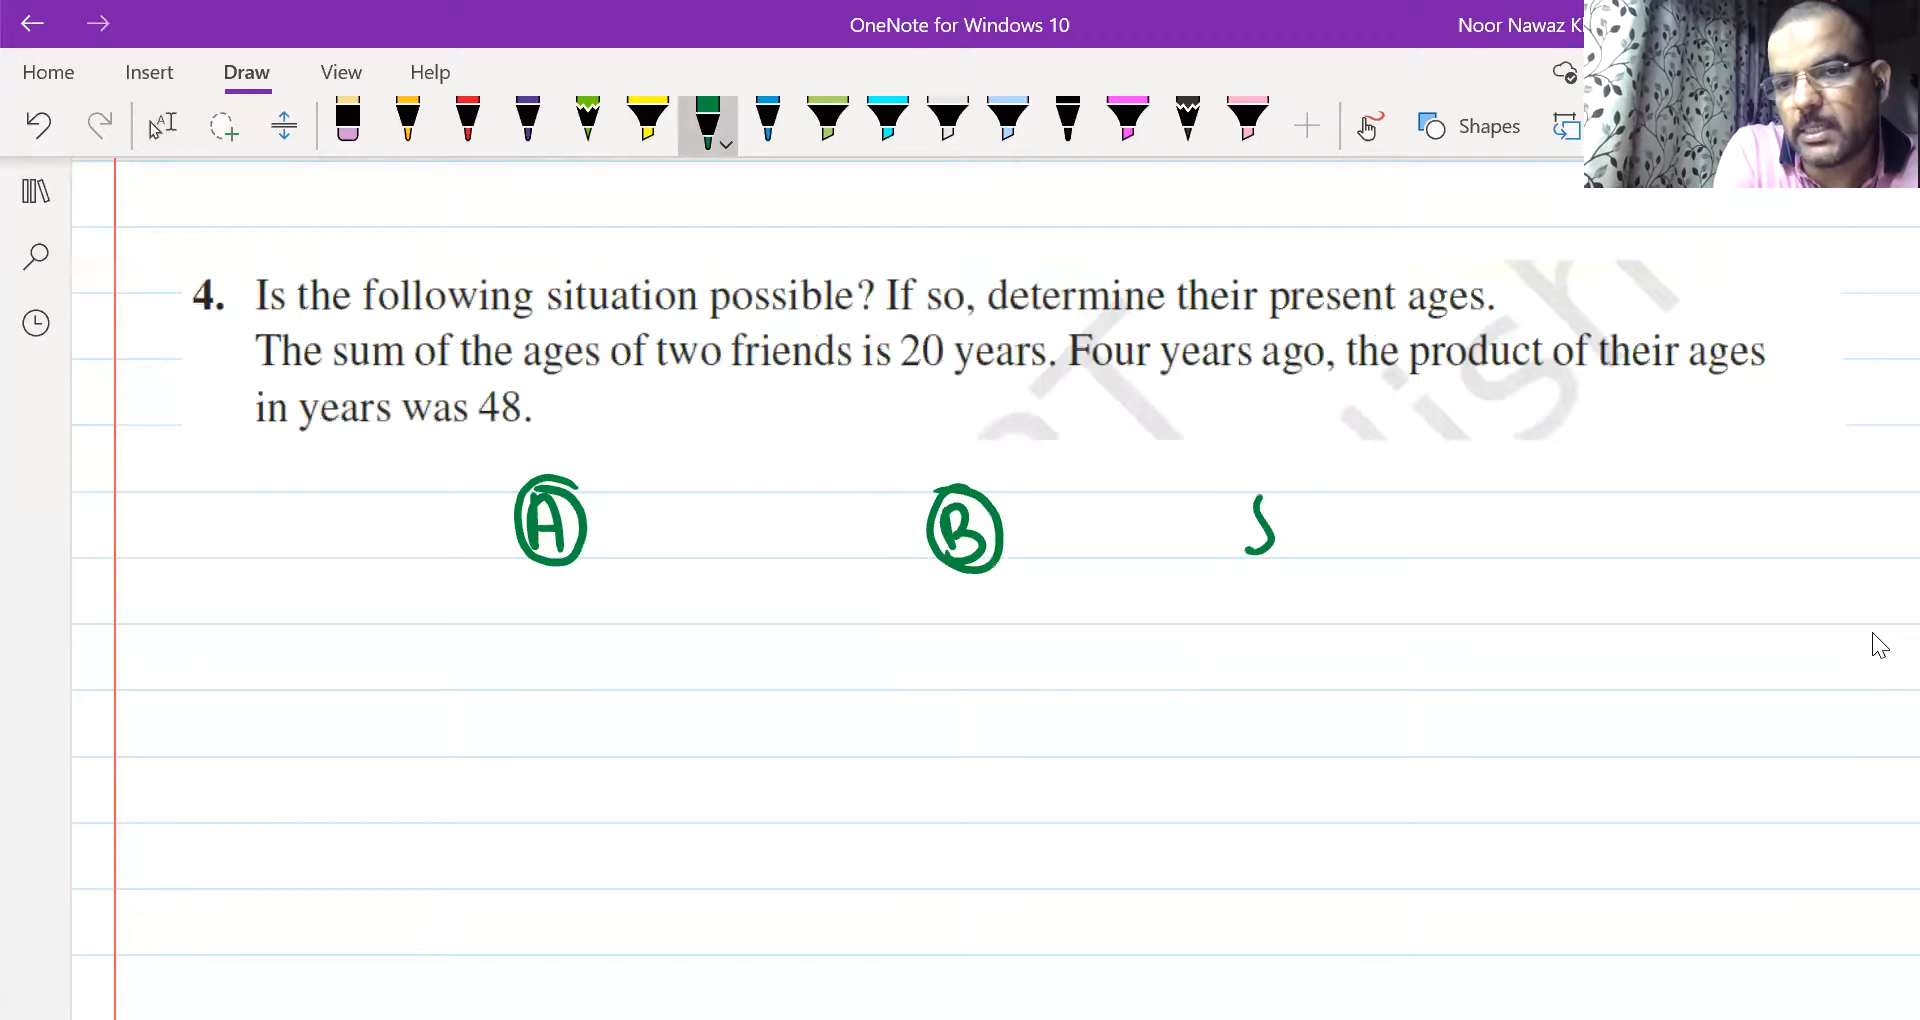 OneNote for Windows 10
Noor Nawaz K
Home Insert Draw View Help
Shapes
4. Is the following situation possible? If so, determine their present ages.
The sum of the ages of two friends is 20 years. Four years ago, the product of their ages
in years was 48.
A B S